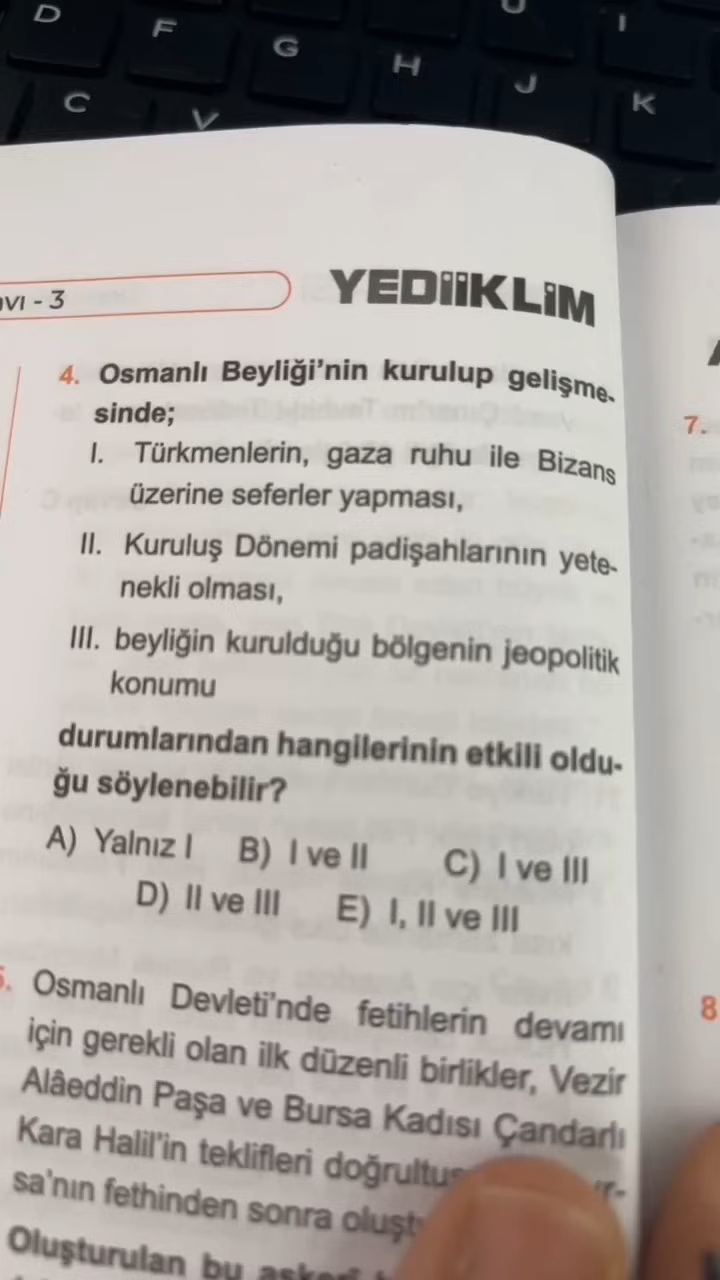 D F G H J K
C V
VI - 3
YEDİİKLİM
4. Osmanlı Beyliği'nin kurulup gelişme-
sinde;
I. Türkmenlerin, gaza ruhu ile Bizans
üzerine seferler yapması,
II. Kuruluş Dönemi padişahlarının yete-
nekli olması,
III. beyliğin kurulduğu bölgenin jeopolitik
konumu
durumlarından hangilerinin etkili oldu-
ğu söylenebilir?
A) Yalnız I B) I ve II C) I ve III
D) II ve III E) I, II ve III
5. Osmanlı Devleti'nde fetihlerin devamı
için gerekli olan ilk düzenli birlikler, Vezir
Alâeddin Paşa ve Bursa Kadısı Çandarlı
Kara Halil'in teklifleri
sa'nın fethinden sonra
Oluşturulan bu
7.
8